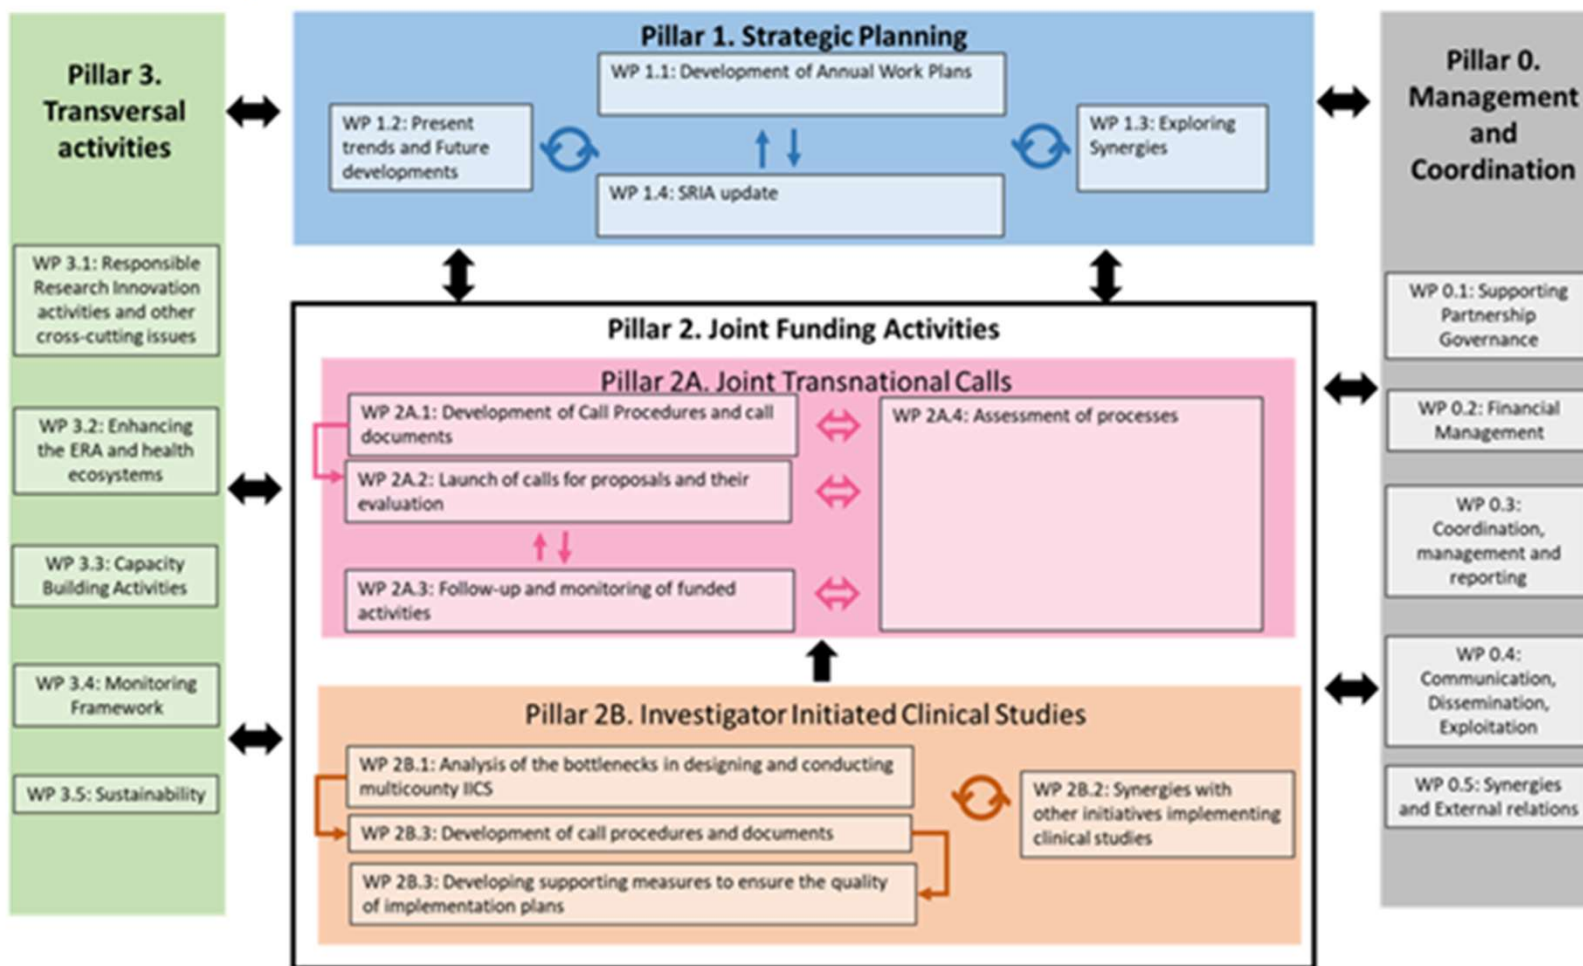 Pillar 3.
Transversal
activities
WP 3.1: Responsible
Research Innovation
activities and other
cross-cutting issues
WP 3.2: Enhancing
the ERA and health
ecosystems
WP 3.3: Capacity
Building Activities
WP 3.4: Monitoring
Framework
WP 3.5: Sustainability
Pillar 1. Strategic Planning
WP 1.1: Development of Annual Work Plans
WP 1.2: Present
trends and Future
developments
WP 1.3: Exploring
Synergies
WP 1.4: SRIA update
Pillar 2. Joint Funding Activities
Pillar 2A. Joint Transnational Calls
WP 2A.1: Development of Call Procedures and call
documents
WP 2A.2: Launch of calls for proposals and their
evaluation
WP 2A.3: Follow-up and monitoring of funded
activities
WP 2A.4: Assessment of processes
Pillar 2B. Investigator Initiated Clinical Studies
WP 2B.1: Analysis of the bottlenecks in designing and conducting
multicounty IICS
WP 2B.3: Development of call procedures and documents
WP 2B.3: Developing supporting measures to ensure the quality
of implementation plans
WP 2B.2: Synergies with
other initiatives implementing
clinical studies
Pillar 0.
Management
and
Coordination
WP 0.1: Supporting
Partnership
Governance
WP 0.2: Financial
Management
WP 0.3:
Coordination,
management and
reporting
WP 0.4:
Communication,
Dissemination,
Exploitation
WP 0.5: Synergies
and External relations